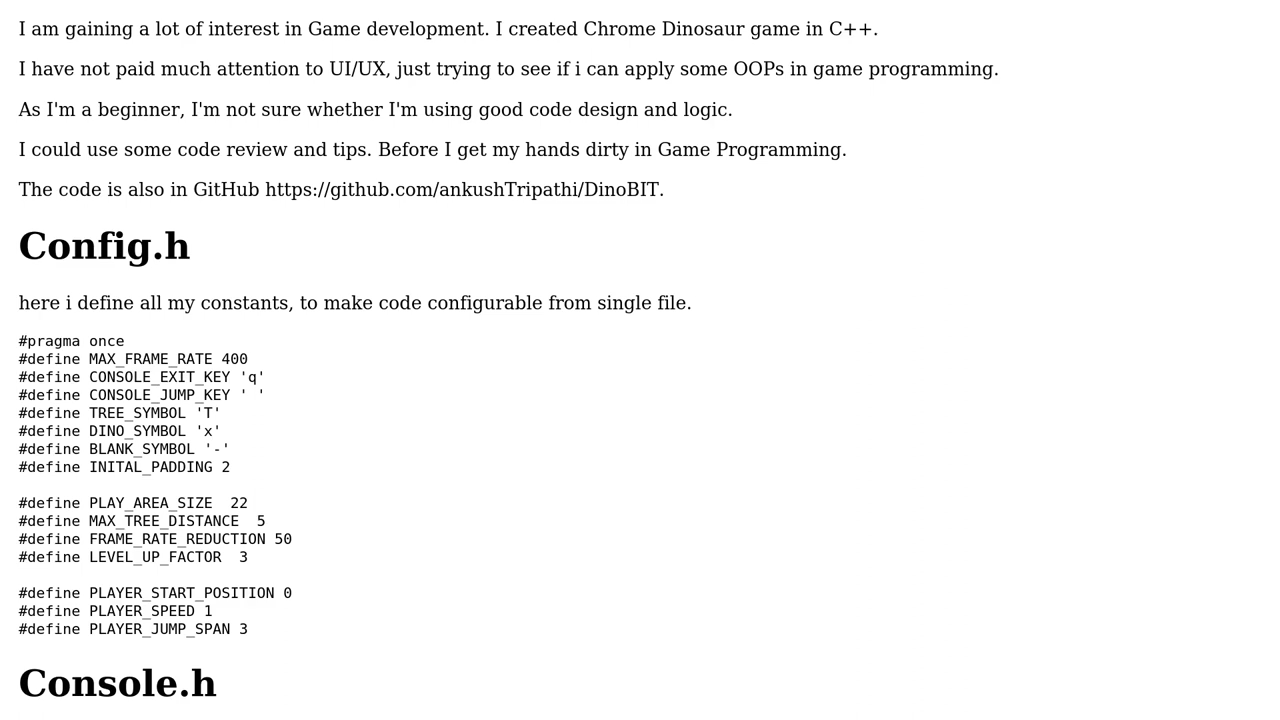 I am gaining a lot of interest in Game development. I created Chrome Dinosaur game in C++.
I have not paid much attention to UI/UX, just trying to see if i can apply some OOPs in game programming.
As I'm a beginner, I'm not sure whether I'm using good code design and logic.
I could use some code review and tips. Before I get my hands dirty in Game Programming.
The code is also in GitHub https://github.com/ankushTripathi/DinoBIT.
Config.h
here i define all my constants, to make code configurable from single file.
#pragma once
#define MAX_FRAME_RATE 400
#define CONSOLE_EXIT_KEY 'q'
#define CONSOLE_JUMP_KEY ' '
#define TREE_SYMBOL 'T'
#define DINO_SYMBOL 'x'
#define BLANK_SYMBOL '-'
#define INITAL_PADDING 2
#define PLAY_AREA_SIZE  22
#define MAX_TREE_DISTANCE  5
#define FRAME_RATE_REDUCTION 50
#define LEVEL_UP_FACTOR  3
#define PLAYER_START_POSITION 0
#define PLAYER_SPEED 1
#define PLAYER_JUMP_SPAN 3
Console.h